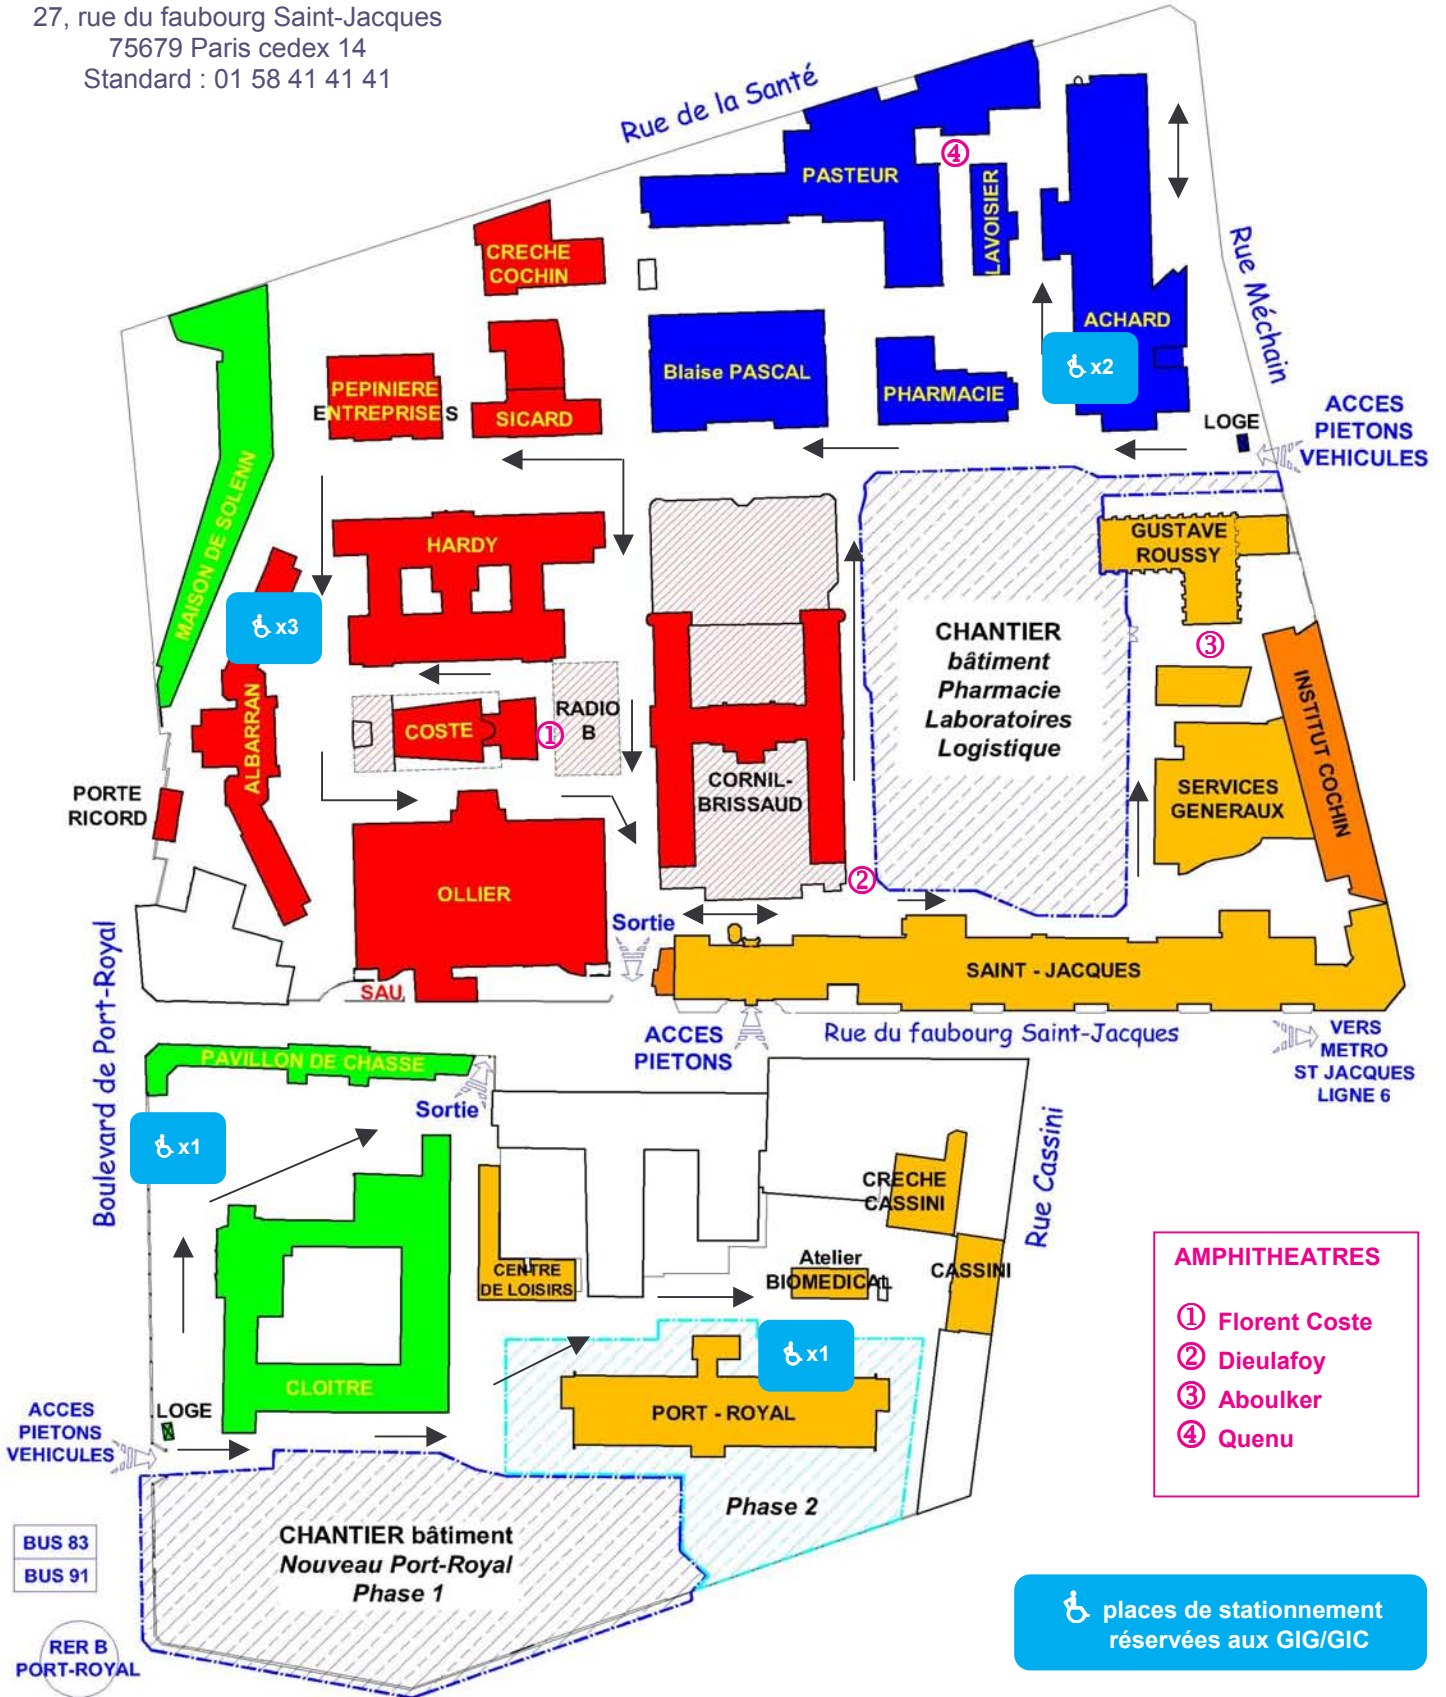 27, rue du faubourg Saint-Jacques
75679 Paris cedex 14
Standard : 01 58 41 41 41
Rue de la Santé
PASTEUR
④
LAVOISIER
CRECHE
COCHIN
Rue Méchain
ACHARD
x2
Blaise PASCAL
PHARMACIE
PEPINIERE
ENTREPRISES
SICARD
LOGE
ACCES
PIETONS
VEHICULES
MAISON DE SOLENN
HARDY
GUSTAVE
ROUSSY
x3
CHANTIER
bâtiment
Pharmacie
Laboratoires
Logistique
③
INSTITUT COCHIN
ALBARRAN
COSTE
①
RADIO
B
CORNIL-
BRISSAUD
SERVICES
GENERAUX
PORTE
RICORD
OLLIER
②
Sortie
SAINT - JACQUES
SAU
Boulevard de Port-Royal
ACCES
PIETONS
Rue du faubourg Saint-Jacques
VERS
METRO
ST JACQUES
LIGNE 6
PAVILLON DE CHASSE
Sortie
x1
Rue Cassini
CRECHE
CASSINI
CENTRE
DE LOISIRS
Atelier
BIOMEDICAL
CASSINI
AMPHITHEATRES
① Florent Coste
② Dieulafoy
③ Aboulker
④ Quenu
x1
CLOITRE
PORT - ROYAL
LOGE
ACCES
PIETONS
VEHICULES
Phase 2
CHANTIER bâtiment
Nouveau Port-Royal
Phase 1
BUS 83
BUS 91
RER B
PORT-ROYAL
places de stationnement
réservées aux GIG/GIC